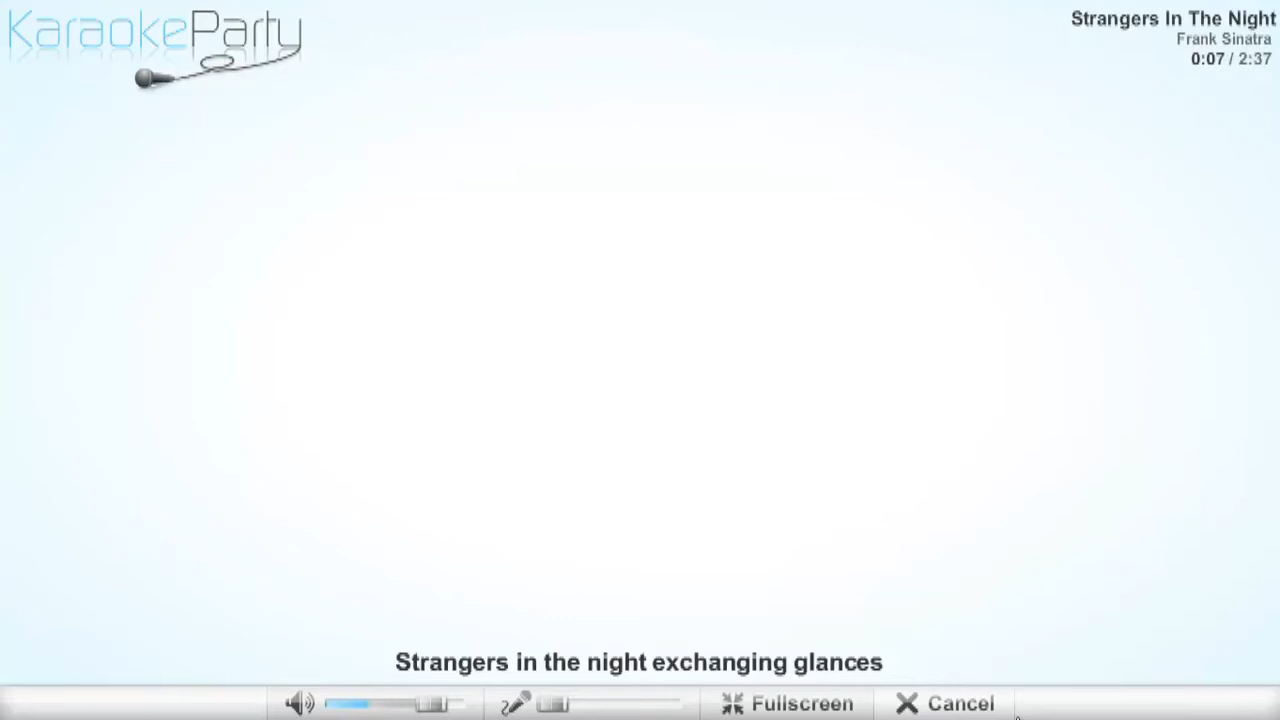 KaraokeParty
Strangers In The Night
Frank Sinatra
0:07 / 2:37
Strangers in the night exchanging glances
Fullscreen
Cancel